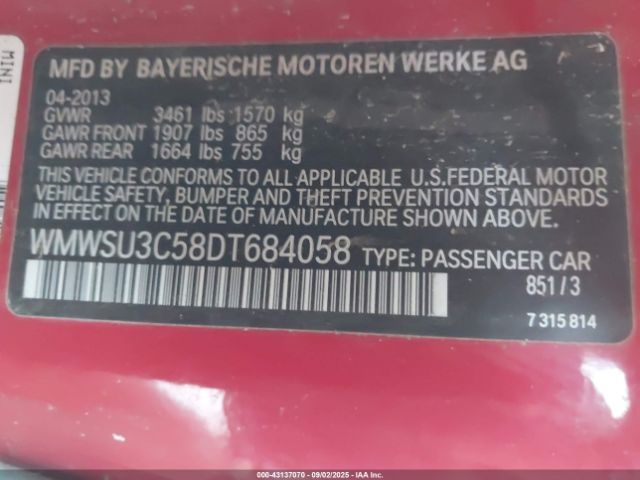 MINI
MFD BY BAYERISCHE MOTOREN WERKE AG
04-2013
GVWR 3461 lbs 1570 kg
GAWR FRONT 1907 lbs 865 kg
GAWR REAR 1664 lbs 755 kg
THIS VEHICLE CONFORMS TO ALL APPLICABLE U.S.FEDERAL MOTOR
VEHICLE SAFETY, BUMPER AND THEFT PREVENTION STANDARDS
IN EFFECT ON THE DATE OF MANUFACTURE SHOWN ABOVE.
WMWSU3C58DT684058 TYPE: PASSENGER CAR
851/3
7 315 814
000-43137070 - 09/02/2025 - IAA Inc.